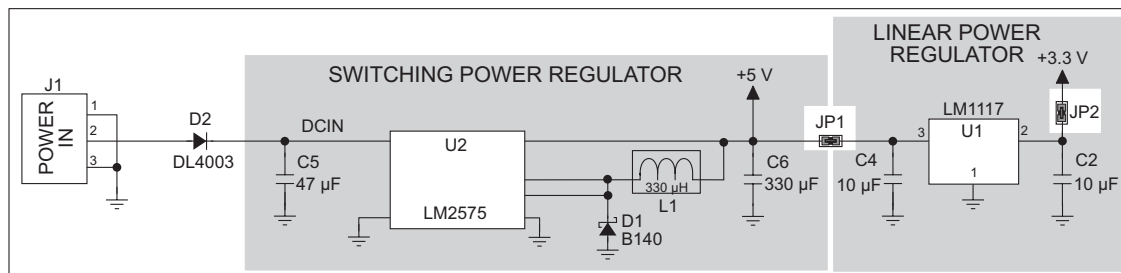 LINEAR POWER
REGULATOR
SWITCHING POWER REGULATOR
+3.3 V
+5 V
J1
POWER
IN
1
2
3
D2
DL4003
DCIN
C5
47 µF
U2
LM2575
330 µH
L1
D1
B140
C6
330 µF
JP1
C4
10 µF
LM1117
U1
3
2
1
JP2
C2
10 µF